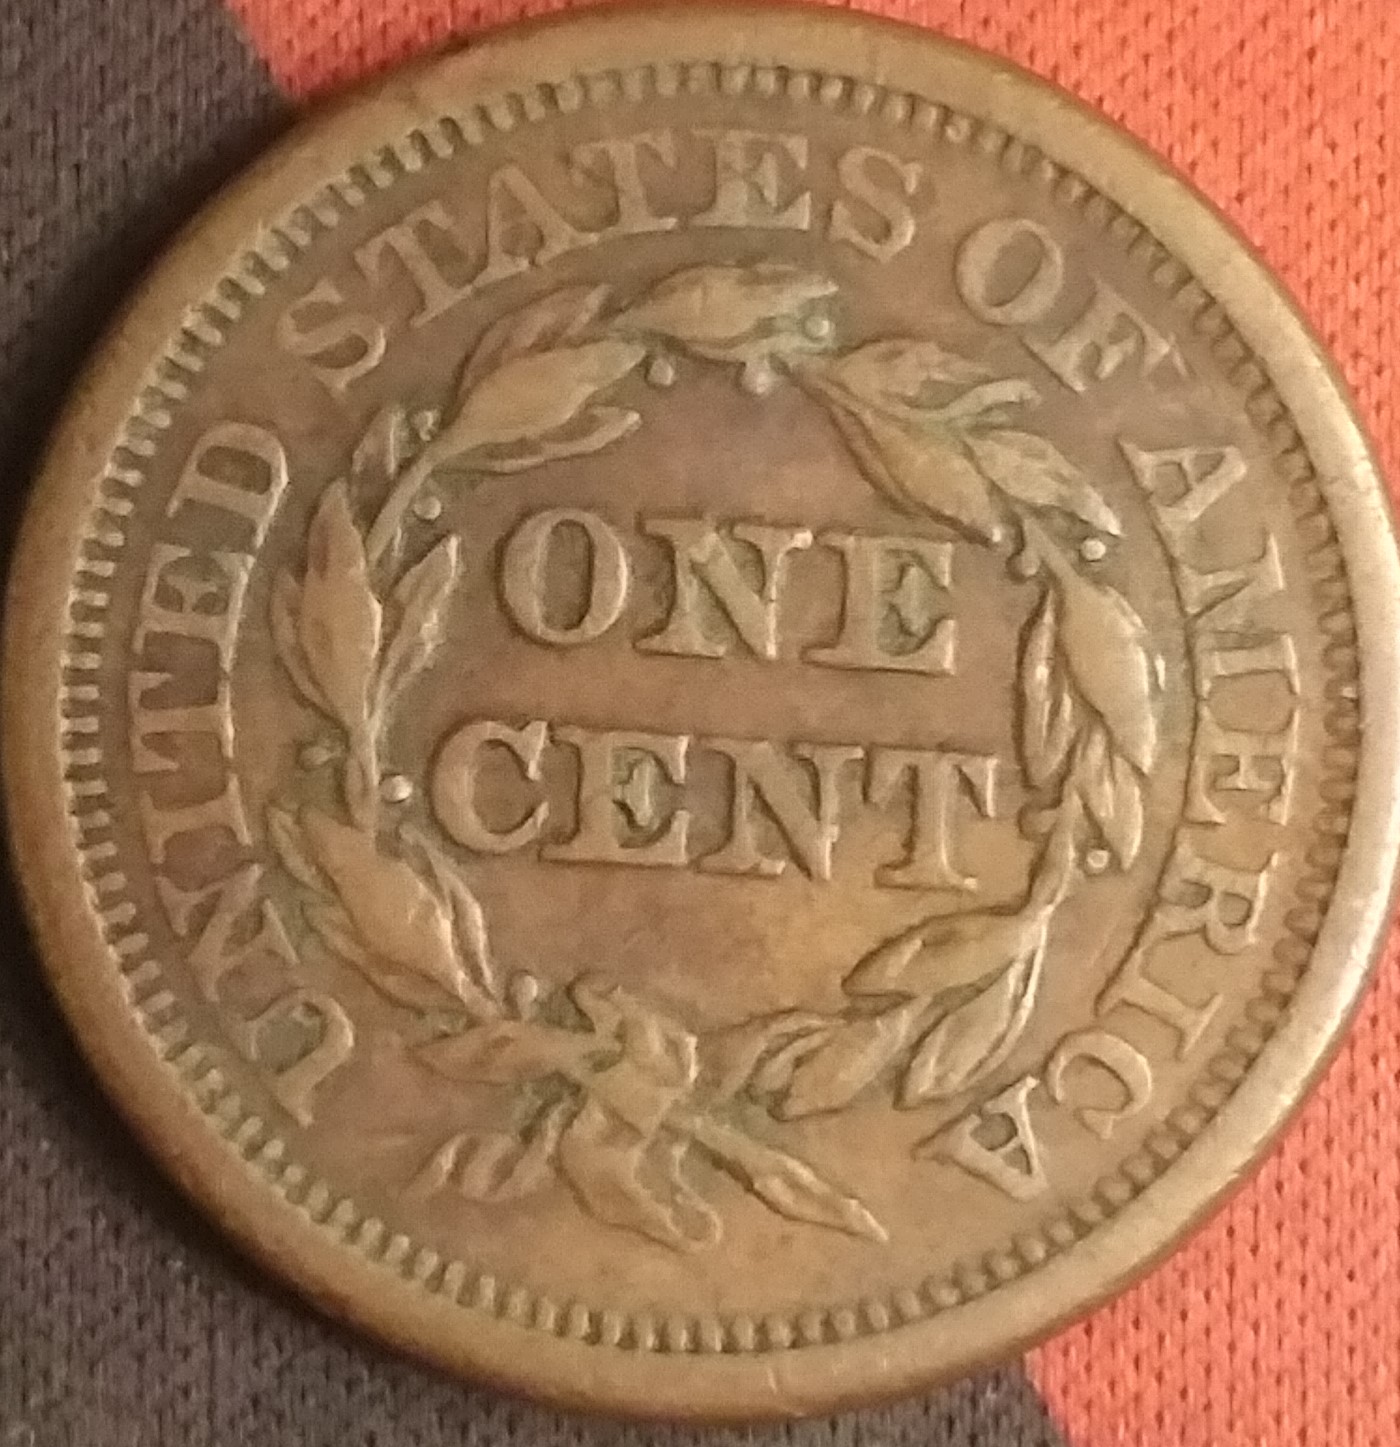 UNITED STATES OF AMERICA
ONE
CENT